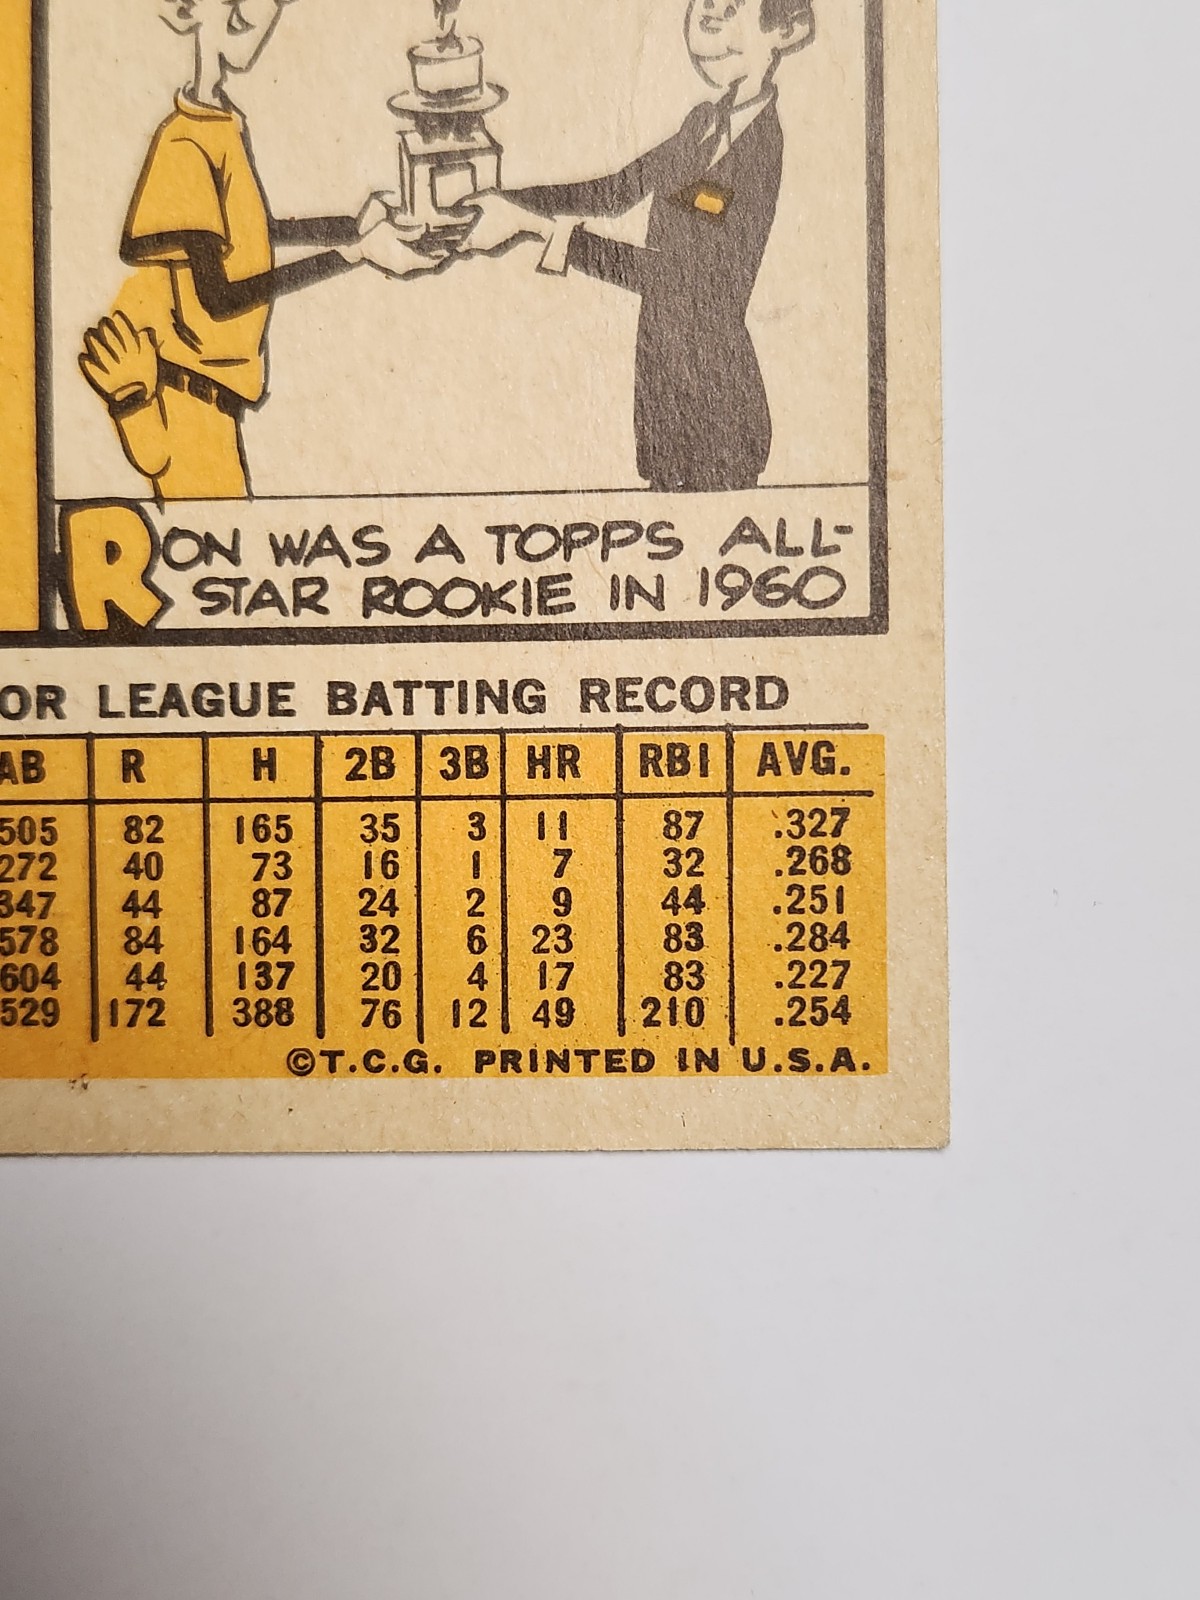 RON WAS A TOPPS ALL-
STAR ROOKIE IN 1960
OR LEAGUE BATTING RECORD
AB R H 2B 3B HR RBI AVG.
505 82 165 35 3 11 87 .327
272 40 73 16 1 7 32 .268
347 44 87 24 2 9 44 .251
578 84 164 32 6 23 83 .284
604 44 137 20 4 17 83 .227
529 172 388 76 12 49 210 .254
©T.C.G. PRINTED IN U.S.A.